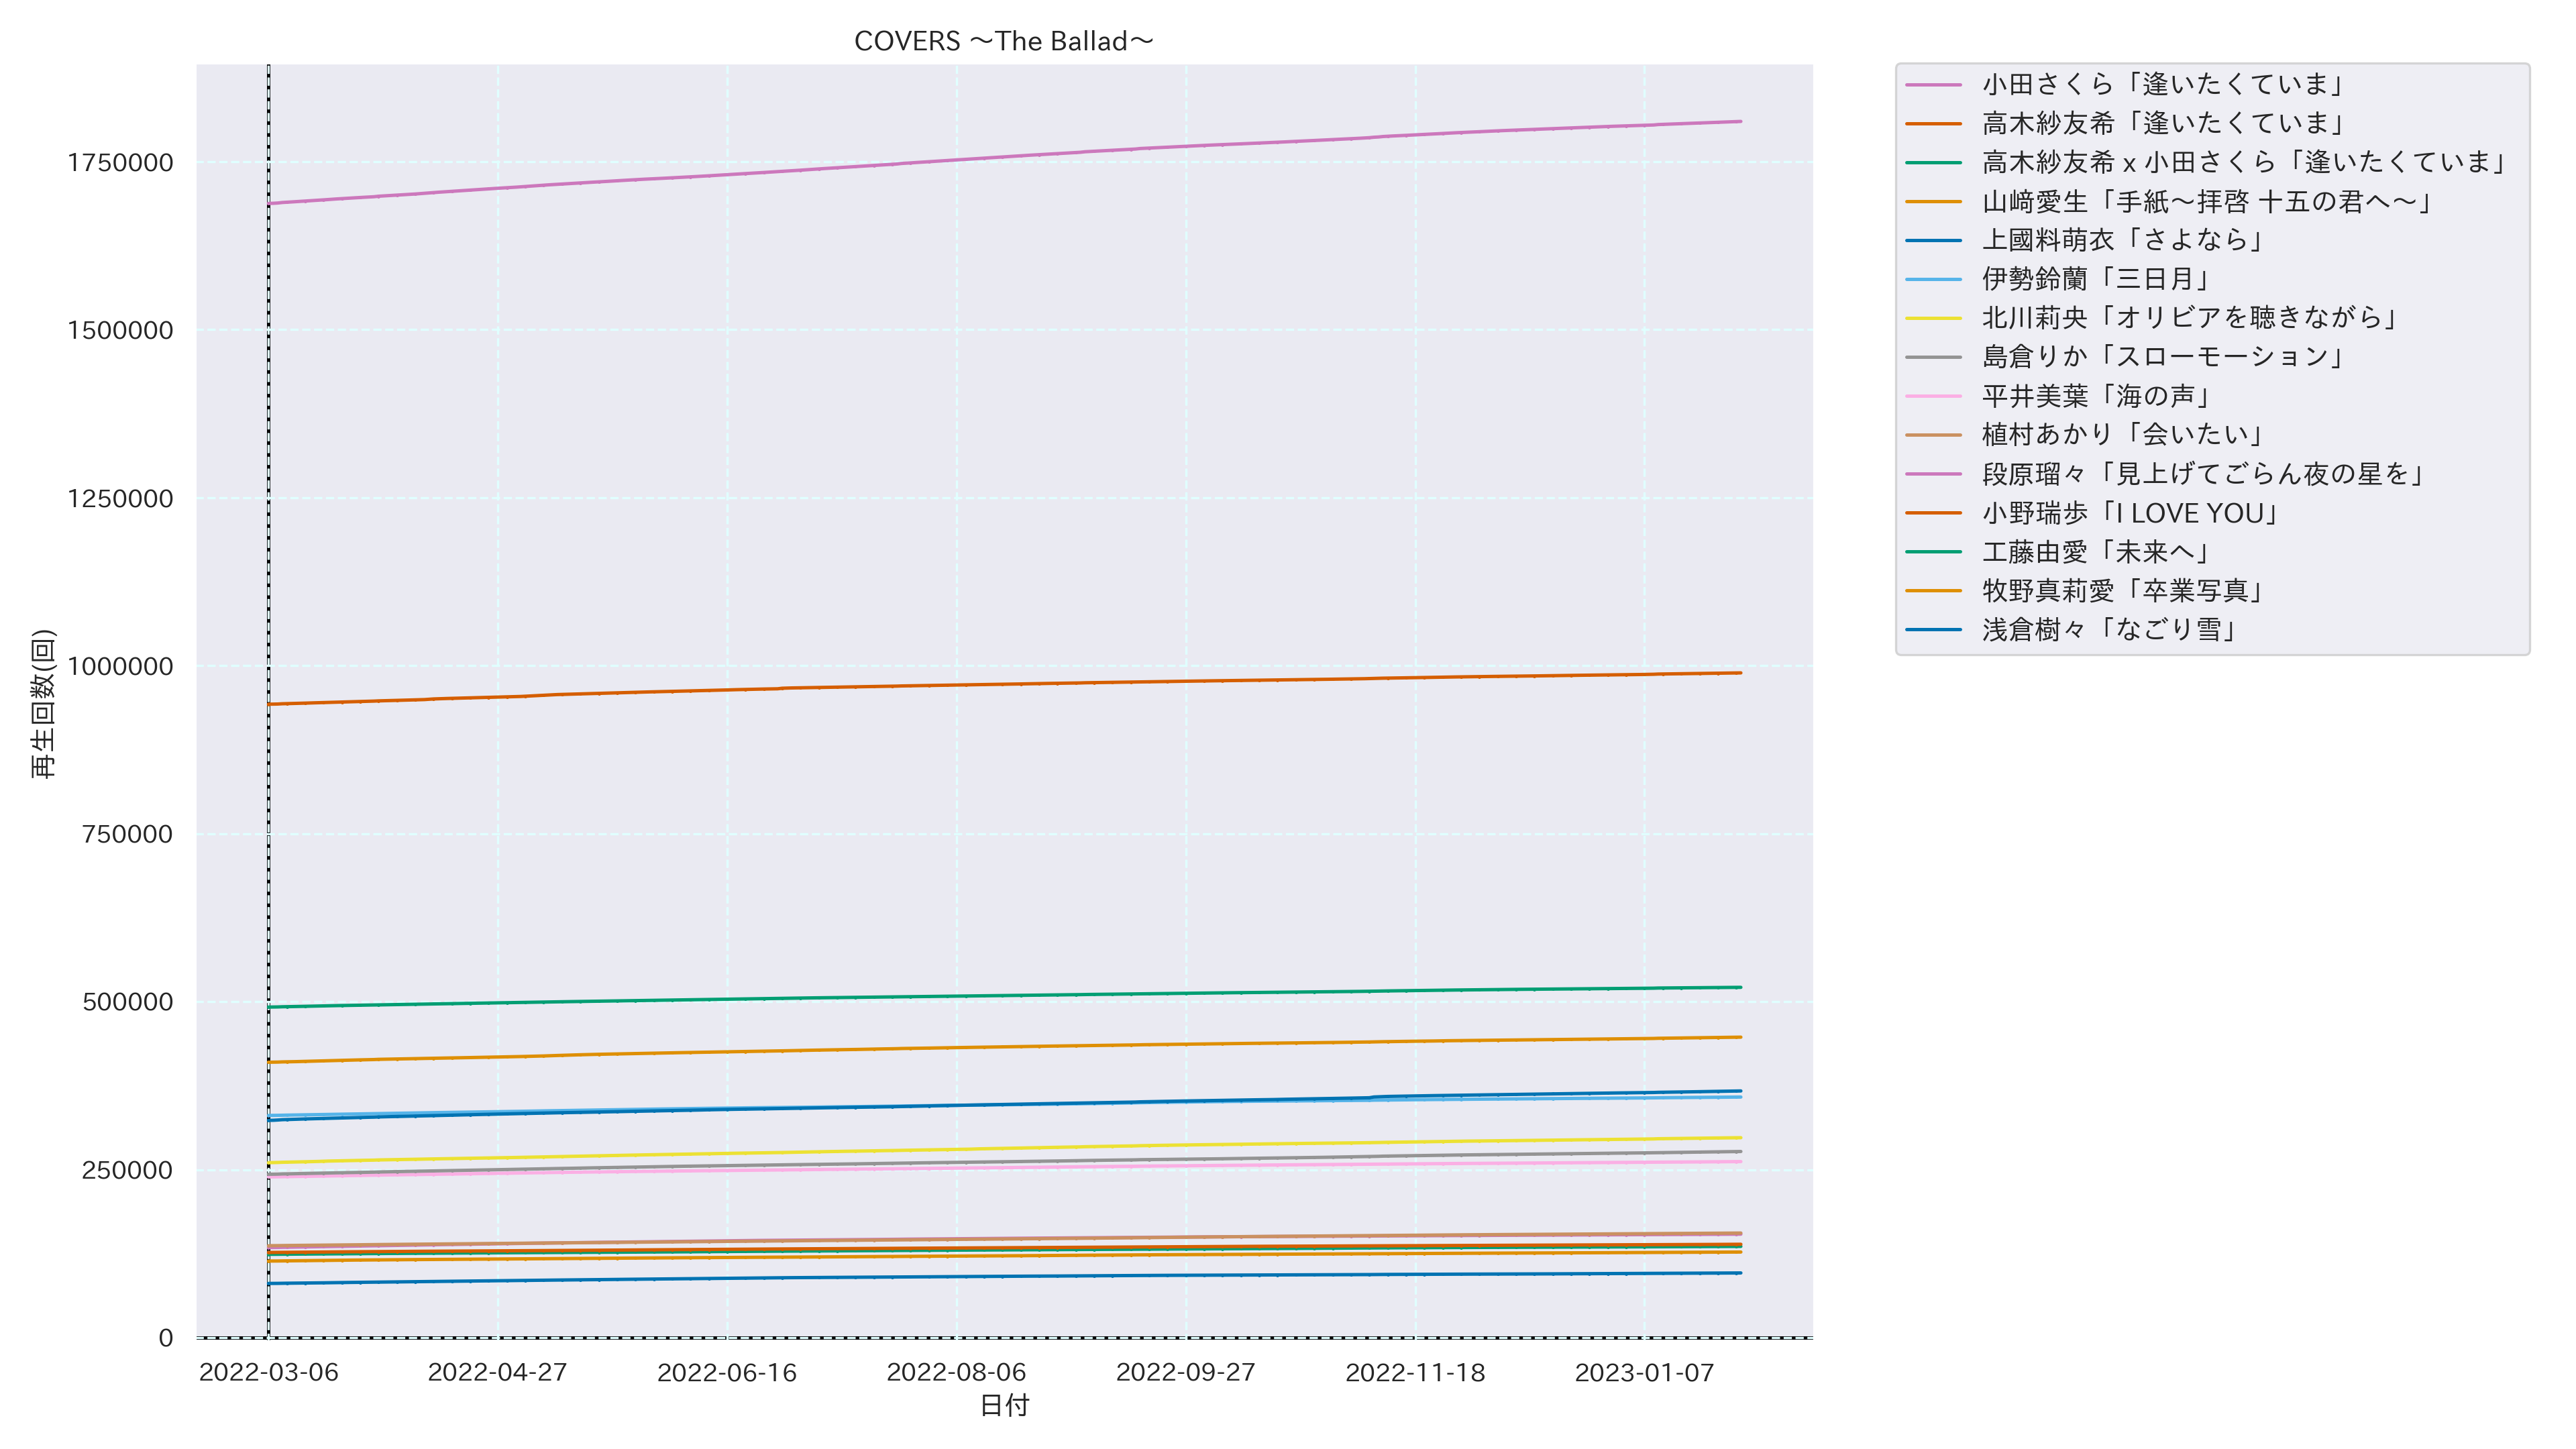 COVERS ～The Ballad～
再生回数(回)
1750000
1500000
1250000
1000000
750000
500000
250000
0
2022-03-06 2022-04-27 2022-06-16 2022-08-06 2022-09-27 2022-11-18 2023-01-07
日付
小田さくら「逢いたくていま」
高木紗友希「逢いたくていま」
高木紗友希 x 小田さくら「逢いたくていま」
山﨑愛生「手紙～拝啓 十五の君へ～」
上國料萌衣「さよなら」
伊勢鈴蘭「三日月」
北川莉央「オリビアを聴きながら」
島倉りか「スローモーション」
平井美葉「海の声」
植村あかり「会いたい」
段原瑠々「見上げてごらん夜の星を」
小野瑞歩「I LOVE YOU」
工藤由愛「未来へ」
牧野真莉愛「卒業写真」
浅倉樹々「なごり雪」